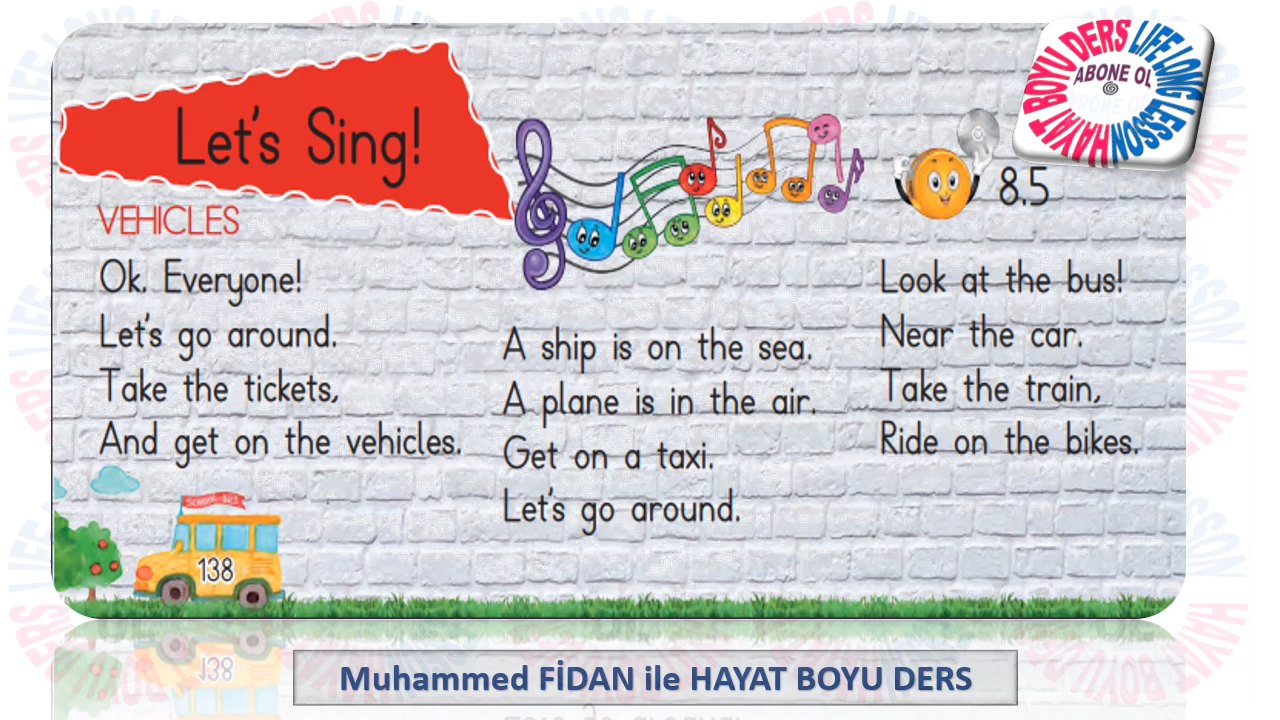 Let's Sing!
8.5
HAYAT BOYU DERS LIFE LONG LESSON
ABONE OL
VEHICLES
Ok. Everyone!
Let's go around.
Take the tickets,
And get on the vehicles.
A ship is on the sea.
A plane is in the air.
Get on a taxi.
Let's go around.
Look at the bus!
Near the car.
Take the train,
Ride on the bikes.
SCHOOL BUS
138
Muhammed FİDAN ile HAYAT BOYU DERS